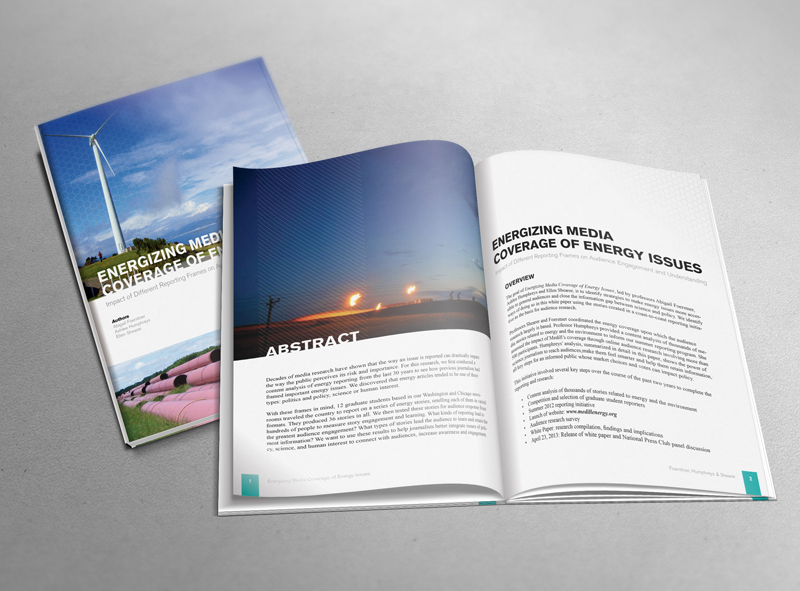 ENERGIZING MEDI
COVERAGE OF E
Impact of Different Reporting Frames on A
Authors
Abigail Foerstner
Ashlee Humphreys
Ellen Shearer
ABSTRACT
Decades of media research have shown that the way an issue is reported can dramatically impact
the way the public perceives its risk and importance. For this research, we first conducted a
content analysis of energy reporting from the last 30 years to see how previous journalism had
framed important energy issues. We discovered that energy articles tended to be one of three
types: politics and policy, science or human interest.
With these frames in mind, 12 graduate students based in our Washington and Chicago news-
rooms traveled the country to report on a series of energy stories, retelling each of them in varied
formats. They produced 36 stories in all. We then tested these stories for audience response from
hundreds of people to measure story engagement and learning. What kinds of reporting lead to
the greatest audience engagement? What types of stories lead the audience to learn and retain the
most information? We want to use these results to help journalists better integrate issues of poli-
cy, science, and human interest to connect with audiences, increase awareness and engagement
1
Energizing Media Coverage of Energy Issues
ENERGIZING MEDIA
COVERAGE OF ENERGY ISSUES
Impact of Different Reporting Frames on Audience Engagement and Understanding
OVERVIEW
The goal of Energizing Media Coverage of Energy Issues, led by professors Abigail Foerstner,
Ashlee Humphreys and Ellen Shearer, is to identify strategies to make energy issues more acces-
sible to general audiences and close the information gap between science and policy. We identify
ways of doing so in this white paper using the stories created in a coast-to-coast reporting initia-
tive as the basis for audience research.
Professors Shearer and Foerstner coordinated the energy coverage upon which the audience
research largely is based. Professor Humphreys provided a content analysis of thousands of me-
dia stories related to energy and the environment to inform our summer reporting program. She
tested the impact of Medill's coverage through online audience research involving more than
participants. Humphreys' analysis, summarized in detail in this paper, shows the power of
science journalism to reach audiences,make them feel smarter and help them retain information,
all key steps for an informed public whose market choices and votes can impact policy.
This initiative involved several key steps over the course of the past two years to complete the
reporting and research:
• Content analysis of thousands of stories related to energy and the environment
• Competition and selection of graduate student reporters
• Summer 2012 reporting initiative
• Launch of website: www.medillenergy.org
• Audience research survey
• White Paper: research compilation, findings and implications
• April 23, 2013: Release of white paper and National Press Club panel discussion
Foerstner, Humphreys & Shearer
2